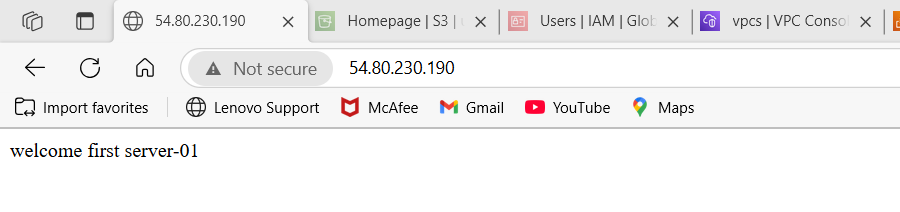 54.80.230.190
Homepage | S3 |
Users | IAM | Glob
vpcs | VPC Conso
Not secure 54.80.230.190
Import favorites Lenovo Support McAfee Gmail YouTube Maps
welcome first server-01